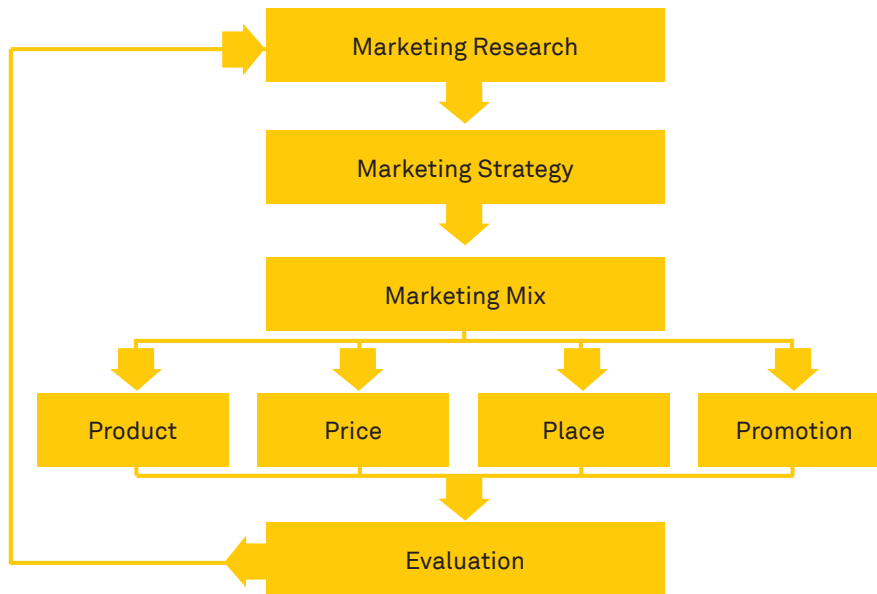 Marketing Research
Marketing Strategy
Marketing Mix
Product
Price
Place
Promotion
Evaluation